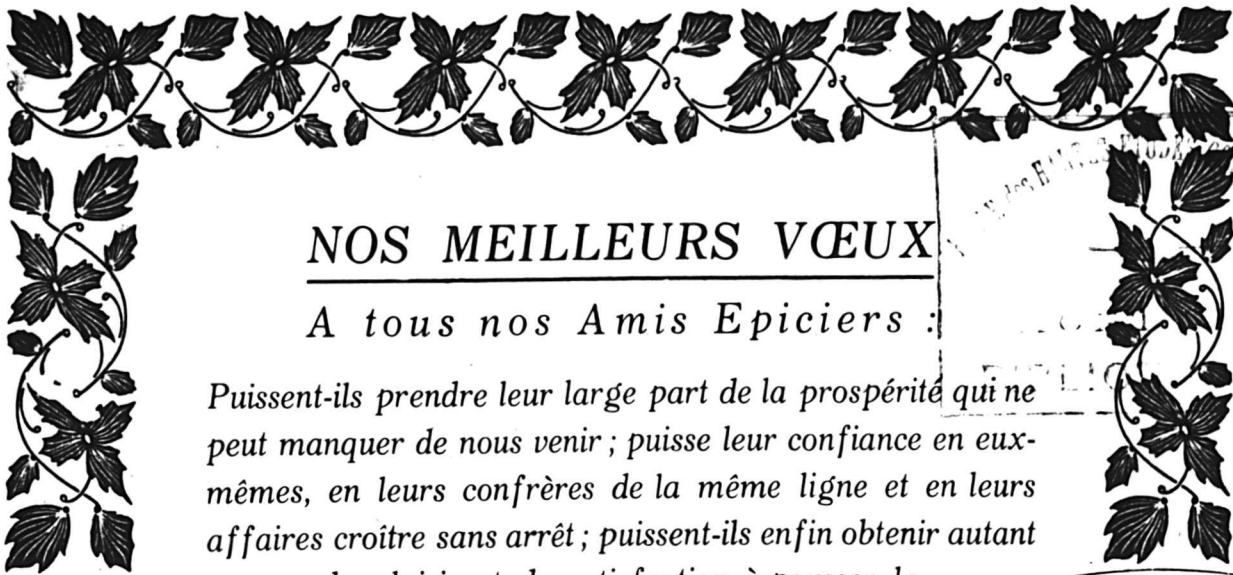 NOS MEILLEURS VŒUX
A tous nos Amis Epiciers :
Puissent-ils prendre leur large part de la prospérité qui ne
peut manquer de nous venir ; puisse leur confiance en eux-
mêmes, en leurs confrères de la même ligne et en leurs
affaires croître sans arrêt ; puissent-ils enfin obtenir autant